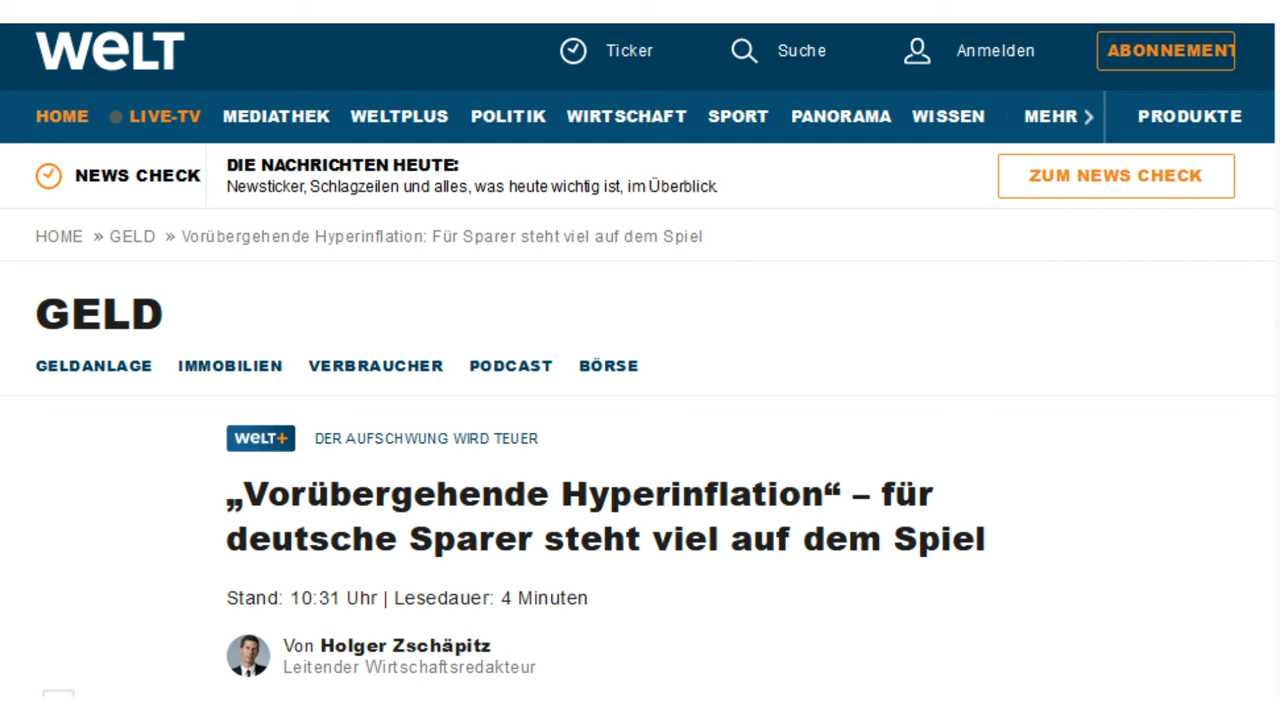 WELT
Ticker Suche Anmelden ABONNEMENT
HOME LIVE-TV MEDIATHEK WELTPLUS POLITIK WIRTSCHAFT SPORT PANORAMA WISSEN MEHR PRODUKTE
NEWS CHECK
DIE NACHRICHTEN HEUTE:
Newsticker, Schlagzeilen und alles, was heute wichtig ist, im Überblick.
ZUM NEWS CHECK
HOME » GELD » Vorübergehende Hyperinflation: Für Sparer steht viel auf dem Spiel
GELD
GELDANLAGE IMMOBILIEN VERBRAUCHER PODCAST BÖRSE
WELT+ DER AUFSCHWUNG WIRD TEUER
„Vorübergehende Hyperinflation“ – für
deutsche Sparer steht viel auf dem Spiel
Stand: 10:31 Uhr | Lesedauer: 4 Minuten
Von Holger Zschäpitz
Leitender Wirtschaftsredakteur